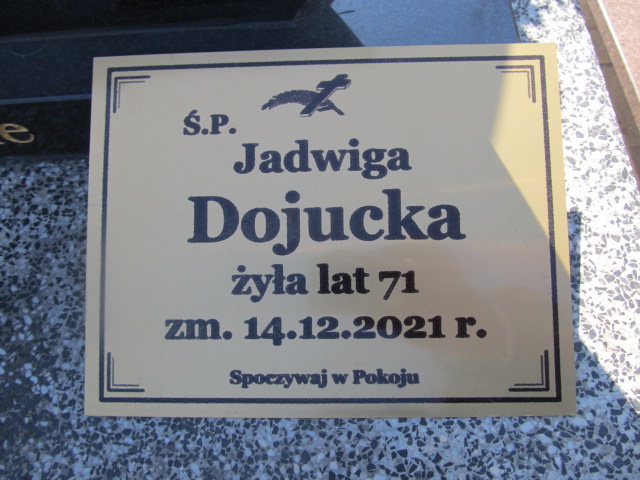 Ś.P.
Jadwiga
Dojucka
żyła lat 71
zm. 14.12.2021 r.
Spoczywaj w Pokoju